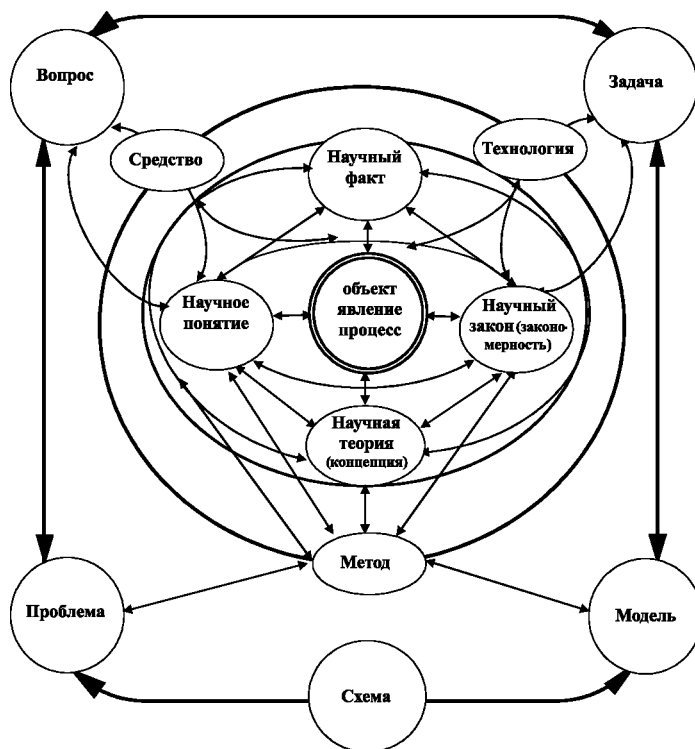 Вопрос
Задача
Средство
Технология
Научный
факт
объект
явление
процесс
Научное
понятие
Научный
закон (законо-
мерность)
Научная
теория
(концепция)
Метод
Проблема
Модель
Схема